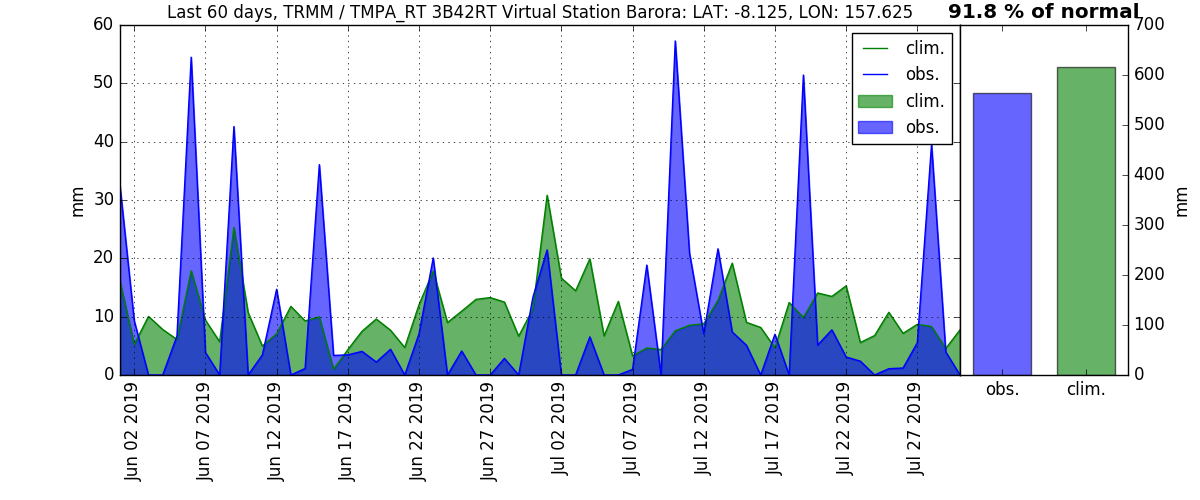 Last 60 days, TRMM / TMPA_RT 3B42RT Virtual Station Barora: LAT: -8.125, LON: 157.625
91.8 % of normal
60
50
40
30
20
10
0
mm
clim.
obs.
clim.
obs.
700
600
500
400
300
200
100
0
mm
Jun 02 2019
Jun 07 2019
Jun 12 2019
Jun 17 2019
Jun 22 2019
Jun 27 2019
Jul 02 2019
Jul 07 2019
Jul 12 2019
Jul 17 2019
Jul 22 2019
Jul 27 2019
obs.
clim.